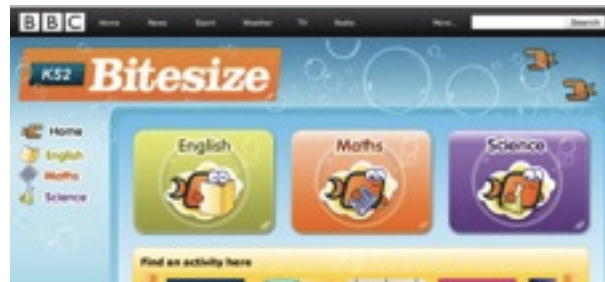 BBC Home News Sport Weather TV Radio More... Search
KS2 Bitesize
Home
English
Maths
Science
English Maths Science
Find an activity here